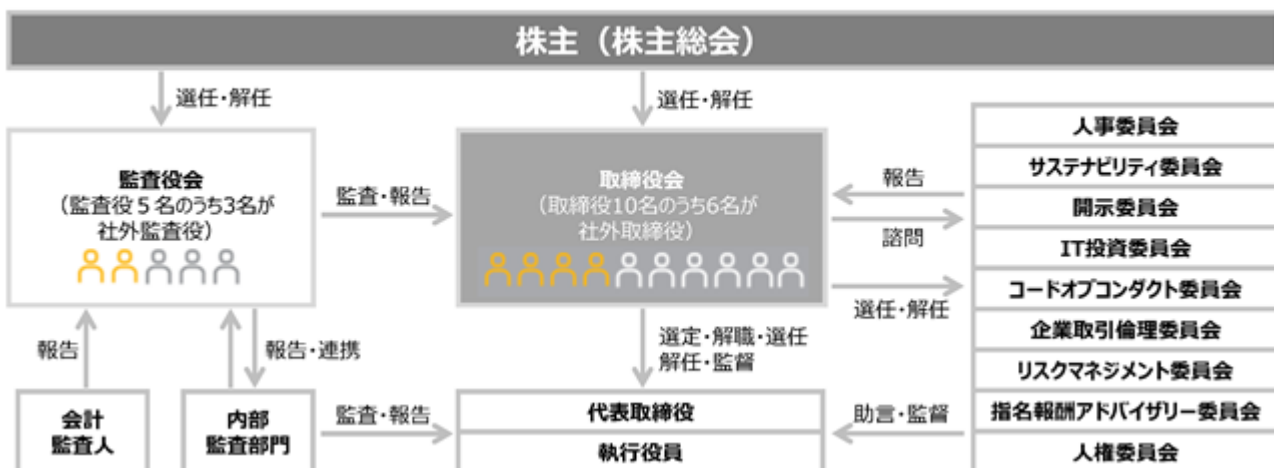 株主（株主総会）
選任・解任
選任・解任
監査役会
（監査役５名のうち3名が
社外監査役）
監査・報告
取締役会
（取締役10名のうち6名が
社外取締役）
報告
諮問
選任・解任
人事委員会
サステナビリティ委員会
開示委員会
IT投資委員会
コードオブコンダクト委員会
企業取引倫理委員会
リスクマネジメント委員会
指名報酬アドバイザリー委員会
人権委員会
報告
報告・連携
選定・解職・選任
解任・監督
会計
監査人
内部
監査部門
監査・報告
代表取締役
執行役員
助言・監督